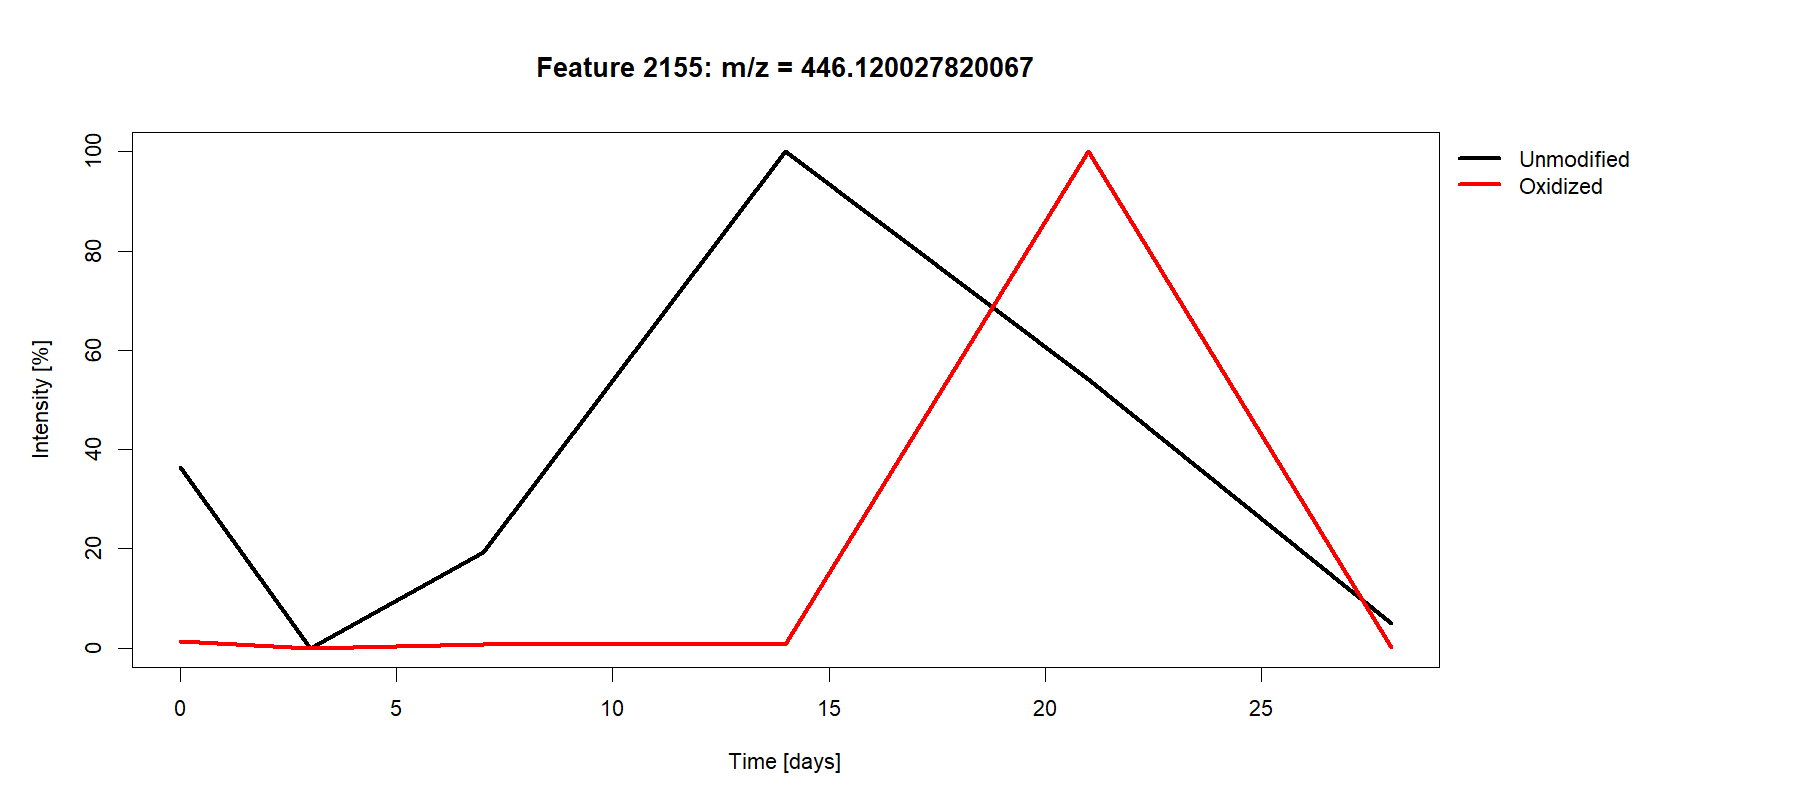 Feature 2155: m/z = 446.120027820067
Unmodified
Oxidized
Intensity [%]
100
80
60
40
20
0
0 5 10 15 20 25
Time [days]